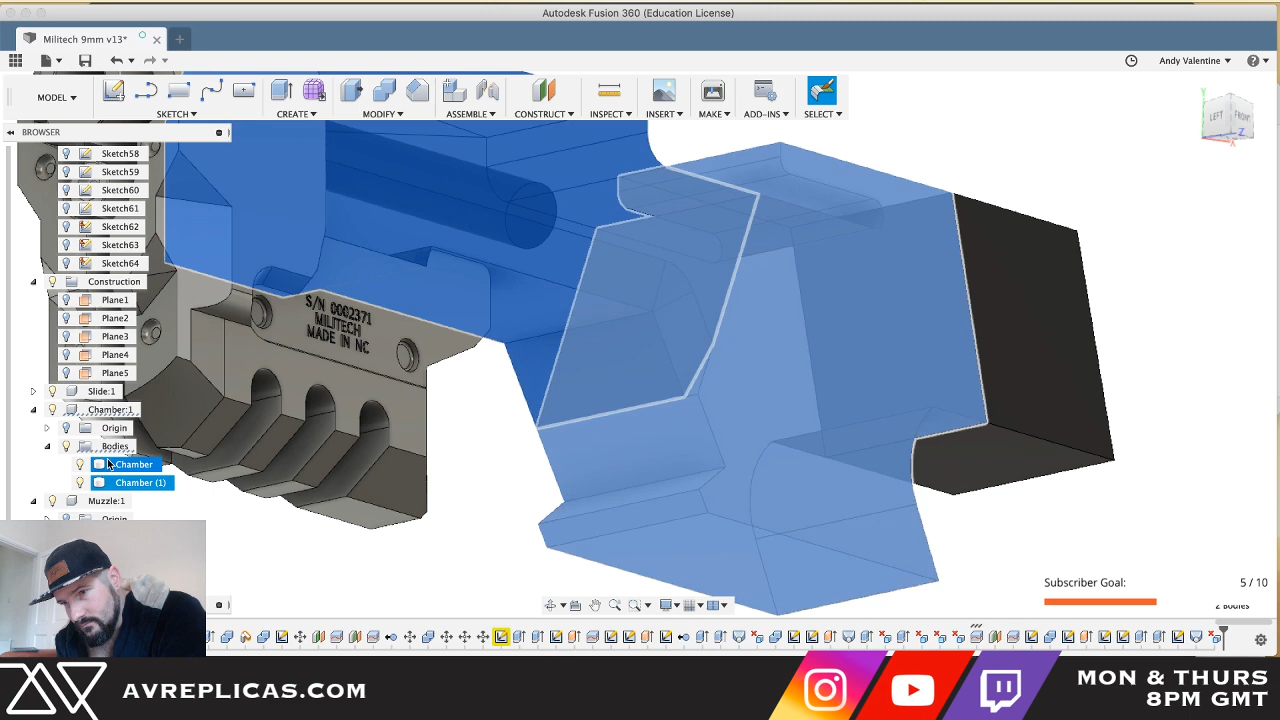 Autodesk Fusion 360 (Education License)
Militech 9mm v13*
Andy Valentine
MODEL
SKETCH
CREATE
MODIFY
ASSEMBLE
CONSTRUCT
INSPECT
INSERT
MAKE
ADD-INS
SELECT
BROWSER
LEFT
FRONT
Y
Z
X
Sketch58
Sketch59
Sketch60
Sketch61
Sketch62
Sketch63
Sketch64
Construction
Plane1
Plane2
Plane3
Plane4
Plane5
Slide:1
Chamber:1
Origin
Bodies
Chamber
Chamber (1)
Muzzle:1
Origin
S/N 0002371
MILITECH
MADE IN NC
Subscriber Goal:
5 / 10
2 Bodies
AVREPLICAS.COM
MON & THURS
8PM GMT